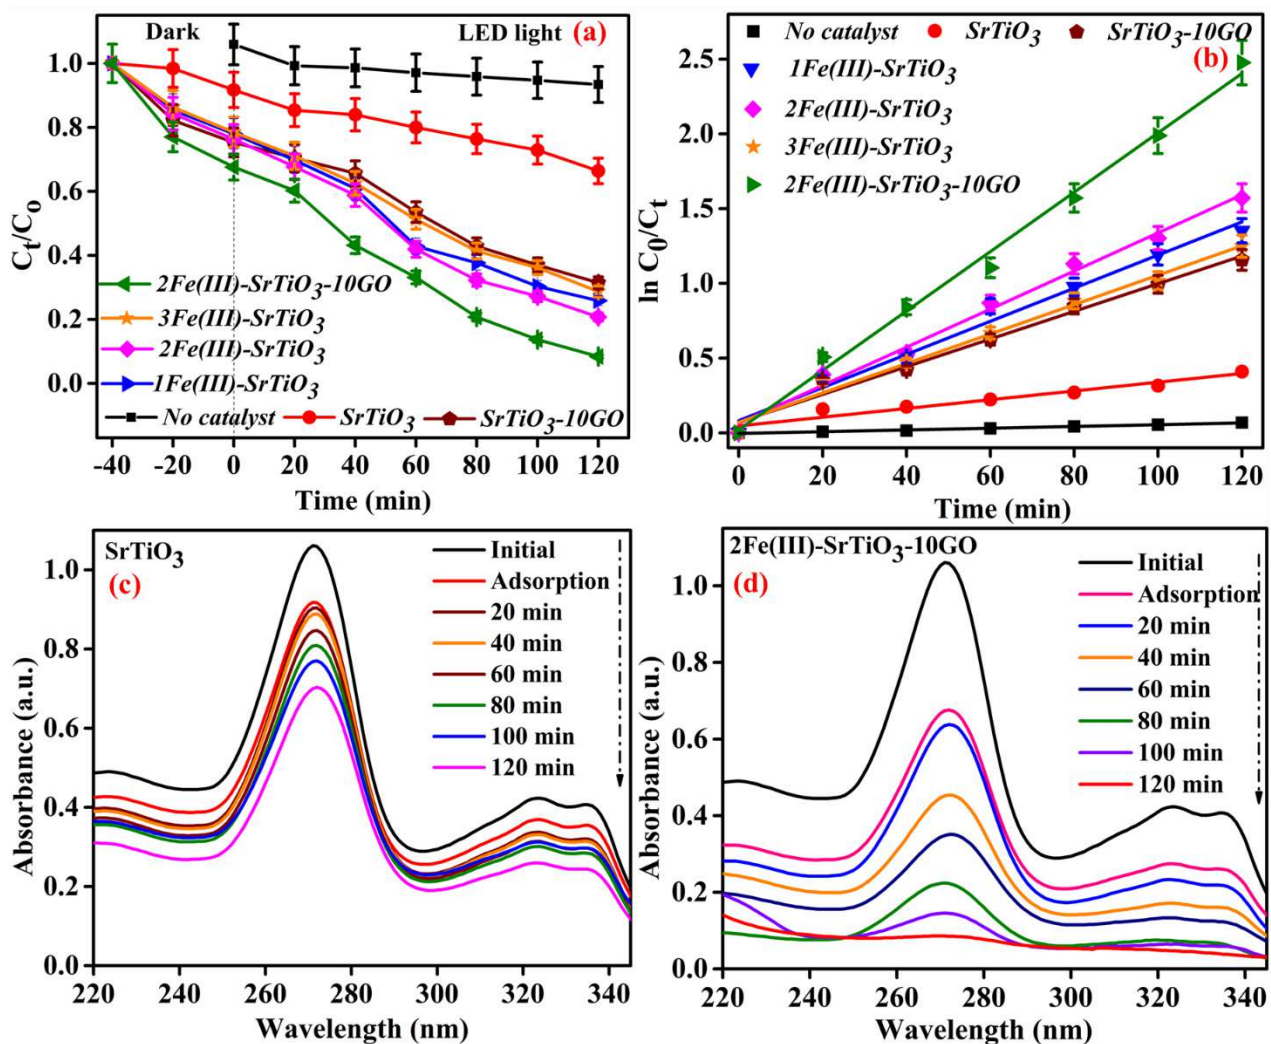 Dark
LED light (a)
1.0
0.8
0.6
0.4
0.2
0.0
Cₜ/Cₒ
2Fe(III)-SrTiO₃-10GO
3Fe(III)-SrTiO₃
2Fe(III)-SrTiO₃
1Fe(III)-SrTiO₃
No catalyst SrTiO₃ SrTiO₃-10GO
-40 -20 0 20 40 60 80 100 120
Time (min)
No catalyst SrTiO₃ SrTiO₃-10GO
(b)
1Fe(III)-SrTiO₃
2Fe(III)-SrTiO₃
3Fe(III)-SrTiO₃
2Fe(III)-SrTiO₃-10GO
2.5
2.0
1.5
1.0
0.5
0.0
ln C₀/Cₜ
0 20 40 60 80 100 120
Time (min)
SrTiO₃
(c)
Initial
Adsorption
20 min
40 min
60 min
80 min
100 min
120 min
1.0
0.8
0.6
0.4
0.2
0.0
Absorbance (a.u.)
220 240 260 280 300 320 340
Wavelength (nm)
2Fe(III)-SrTiO₃-10GO
(d)
Initial
Adsorption
20 min
40 min
60 min
80 min
100 min
120 min
1.0
0.8
0.6
0.4
0.2
0.0
Absorbance (a.u.)
220 240 260 280 300 320 340
Wavelength (nm)